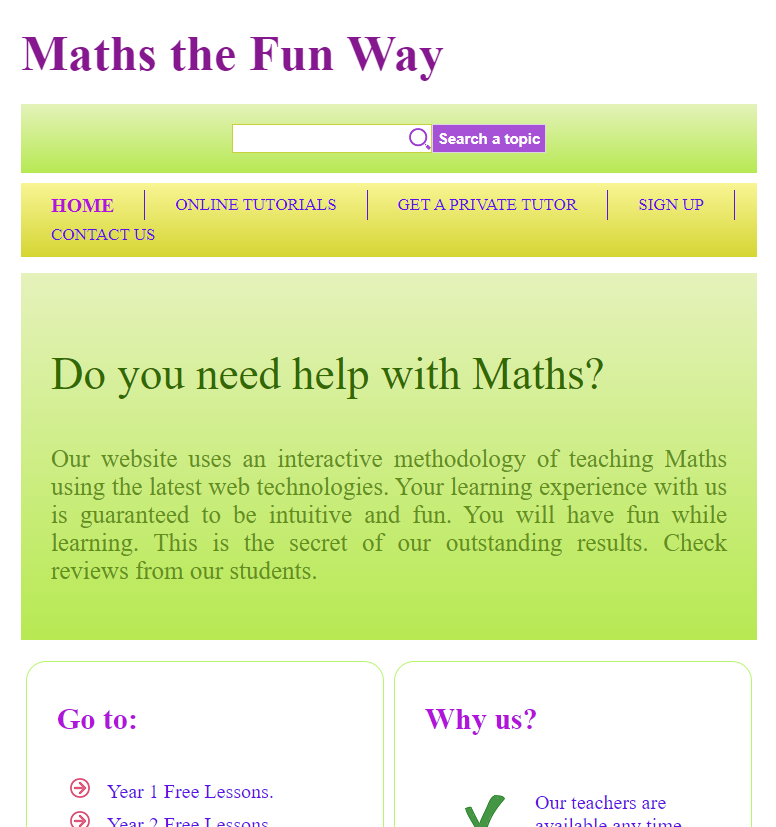 Maths the Fun Way
Search a topic
HOME ONLINE TUTORIALS GET A PRIVATE TUTOR SIGN UP
CONTACT US
Do you need help with Maths?
Our website uses an interactive methodology of teaching Maths
using the latest web technologies. Your learning experience with us
is guaranteed to be intuitive and fun. You will have fun while
learning. This is the secret of our outstanding results. Check
reviews from our students.
Go to:
Year 1 Free Lessons.
Year 2 Free Lessons.
Why us?
Our teachers are
available any time